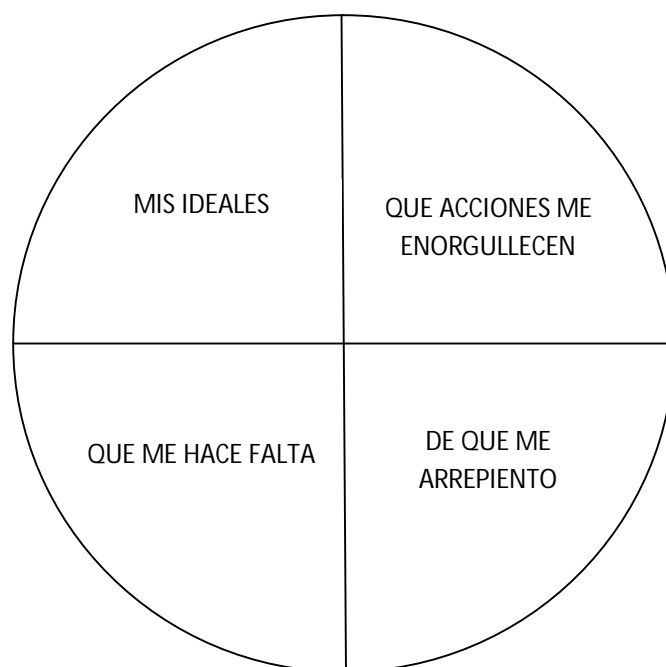 MIS IDEALES
QUE ACCIONES ME
ENORGULLECEN
QUE ME HACE FALTA
DE QUE ME
ARREPIENTO